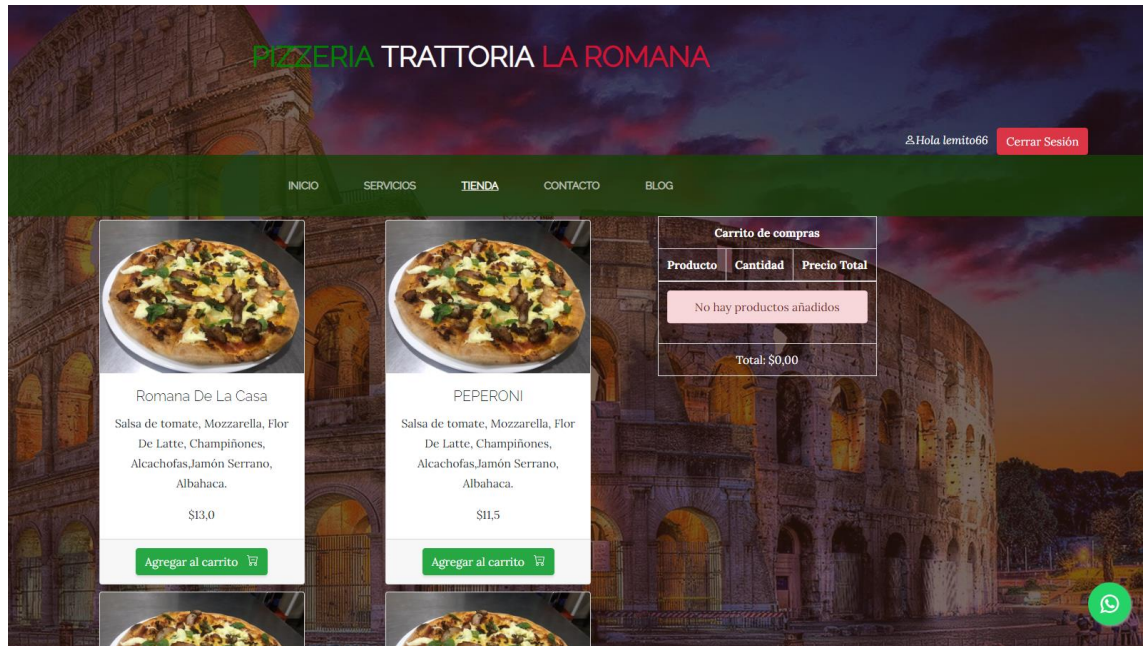 PIZZERIA TRATTORIA LA ROMANA
Hola lemito66 Cerrar Sesión
INICIO SERVICIOS TIENDA CONTACTO BLOG
Romana De La Casa
Salsa de tomate, Mozzarella, Flor
De Latte, Champiñones,
Alcachofas,Jamón Serrano,
Albahaca.
$13,0
Agregar al carrito
PEPERONI
Salsa de tomate, Mozzarella, Flor
De Latte, Champiñones,
Alcachofas,Jamón Serrano,
Albahaca.
$11,5
Agregar al carrito
Carrito de compras
Producto Cantidad Precio Total
No hay productos añadidos
Total: $0,00